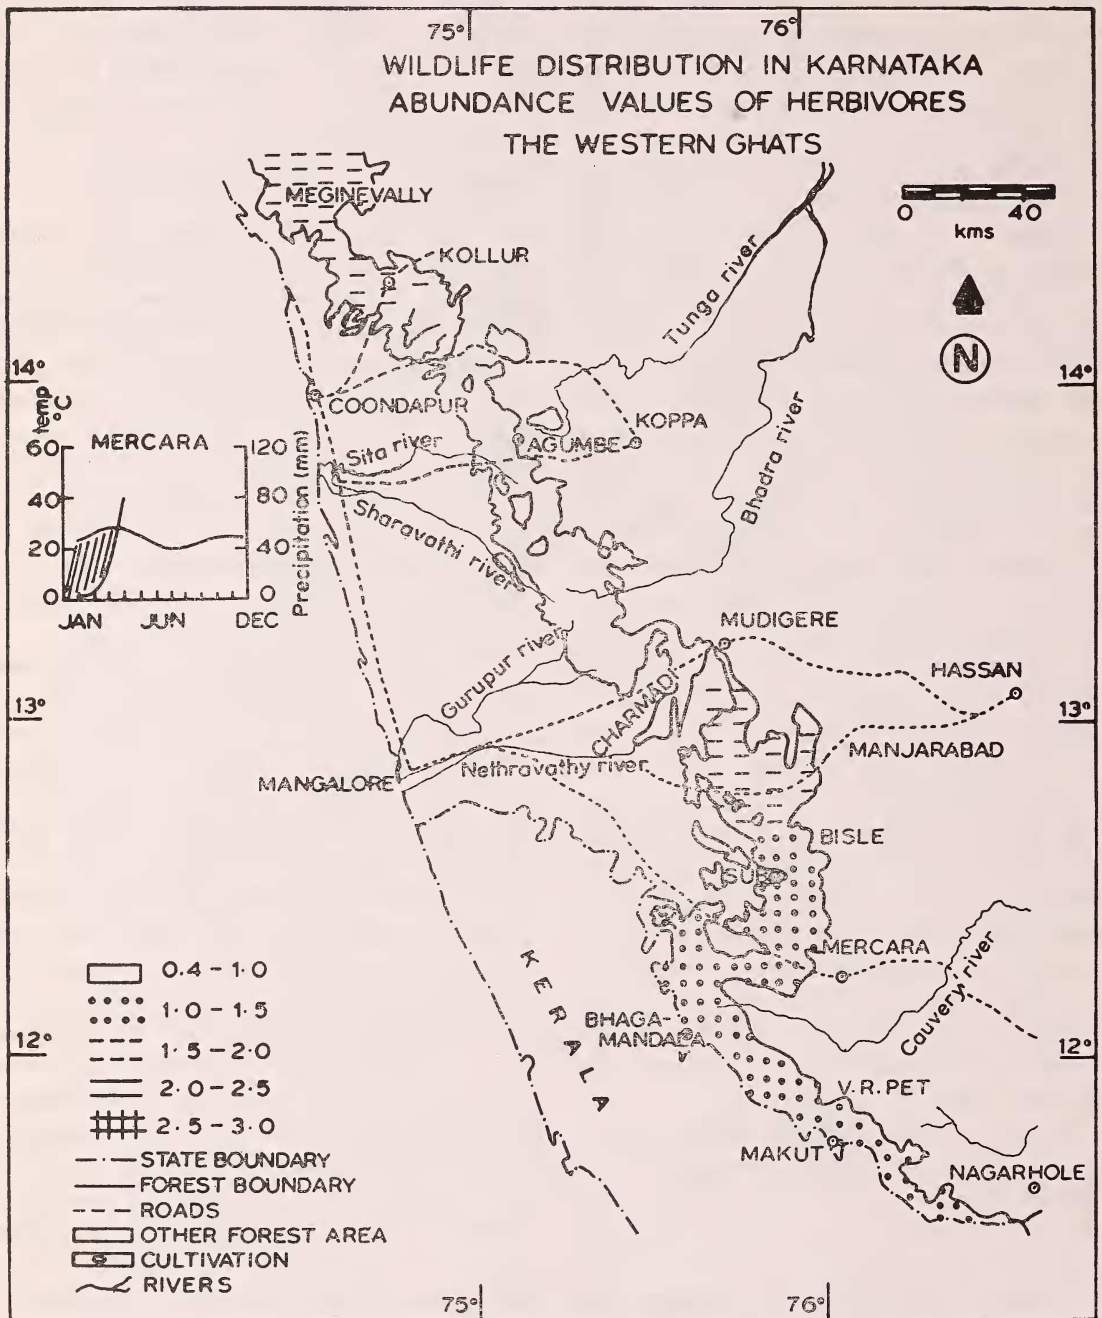 75° 76°
WILDLIFE DISTRIBUTION IN KARNATAKA
ABUNDANCE VALUES OF HERBIVORES
THE WESTERN GHATS
MEGINEVALLY
0 40
kms
KOLLUR
Tunga river
N
14° 14°
temp °C
COONDAPUR
KOPPA
Bhadra river
MERCARA
60 120
40 80
20 40
0 0
Precipitation (mm)
JAN JUN DEC
Sita river
AGUMBE
Sharavathi river
MUDIGERE
HASSAN
Gurupur river
CHARMADI
13° 13°
MANJARABAD
Nethravathy river
MANGALORE
BISLE
SUB
MERCARA
Cauvery river
KERALA
BHAGA-
MANDALA
12° 12°
V.R.PET
MAKUT
NAGARHOLE
0.4-1.0
1.0-1.5
1.5-2.0
2.0-2.5
2.5-3.0
STATE BOUNDARY
FOREST BOUNDARY
ROADS
OTHER FOREST AREA
CULTIVATION
RIVERS
75° 76°